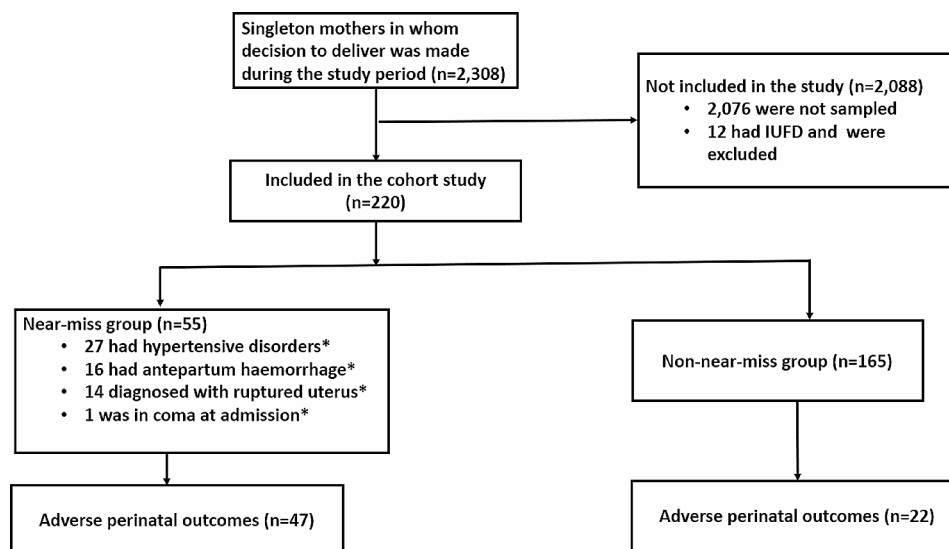 Singleton mothers in whom
decision to deliver was made
during the study period (n=2,308)
Not included in the study (n=2,088)
• 2,076 were not sampled
• 12 had IUFD and were
excluded
Included in the cohort study
(n=220)
Near-miss group (n=55)
• 27 had hypertensive disorders*
• 16 had antepartum haemorrhage*
• 14 diagnosed with ruptured uterus*
• 1 was in coma at admission*
Non-near-miss group (n=165)
Adverse perinatal outcomes (n=47)
Adverse perinatal outcomes (n=22)